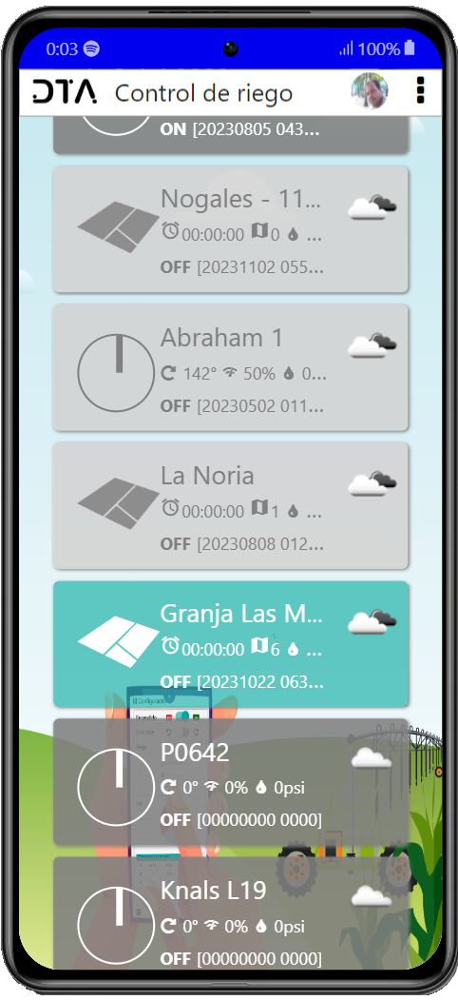 0:03 100%
DTA Control de riego
ON [20230805 043...
Nogales - 11...
00:00:00 0 ...
OFF [20231102 055...
Abraham 1
142° 50% 0...
OFF [20230502 011...
La Noria
00:00:00 1 ...
OFF [20230808 012...
Granja Las M...
00:00:00 6 ...
OFF [20231022 063...
P0642
0° 0% 0psi
OFF [00000000 0000]
Knals L19
0° 0% 0psi
OFF [00000000 0000]